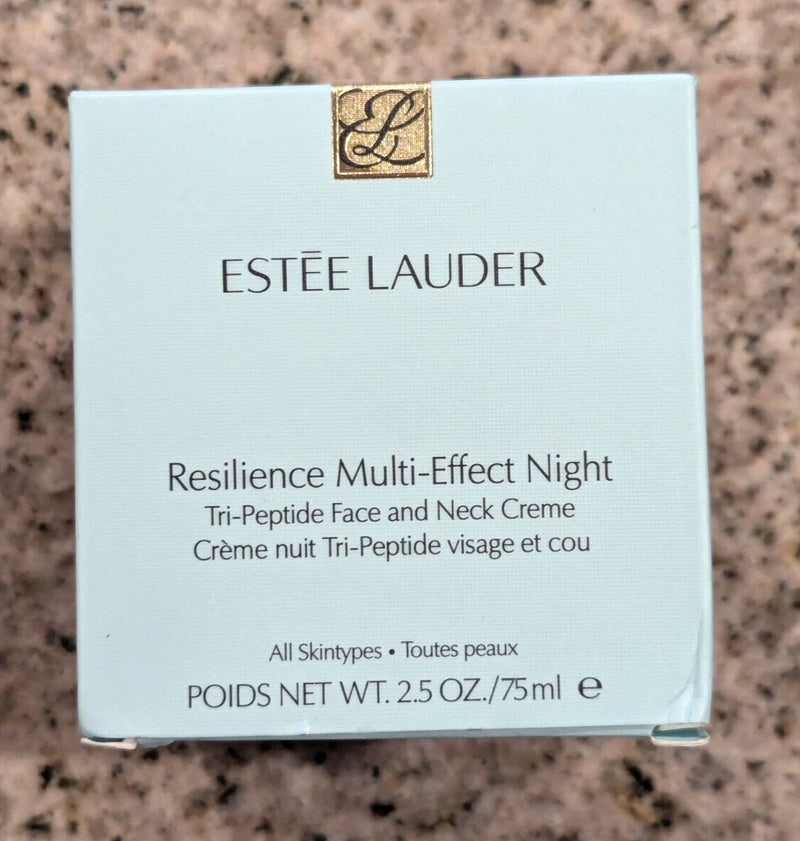 EL
ESTĒE LAUDER
Resilience Multi-Effect Night
Tri-Peptide Face and Neck Creme
Crème nuit Tri-Peptide visage et cou
All Skintypes • Toutes peaux
POIDS NET WT. 2.5 OZ./75ml ℮